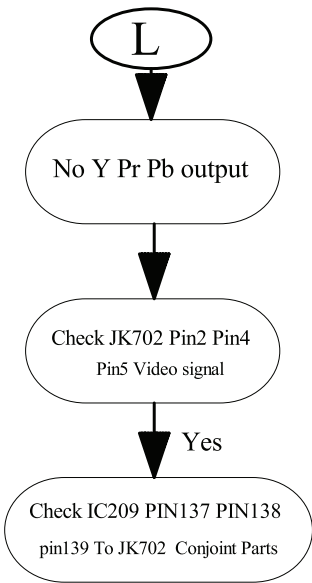 L
No Y Pr Pb output
Check JK702 Pin2 Pin4
Pin5 Video signal
Yes
Check IC209 PIN137 PIN138
pin139 To JK702 Conjoint Parts